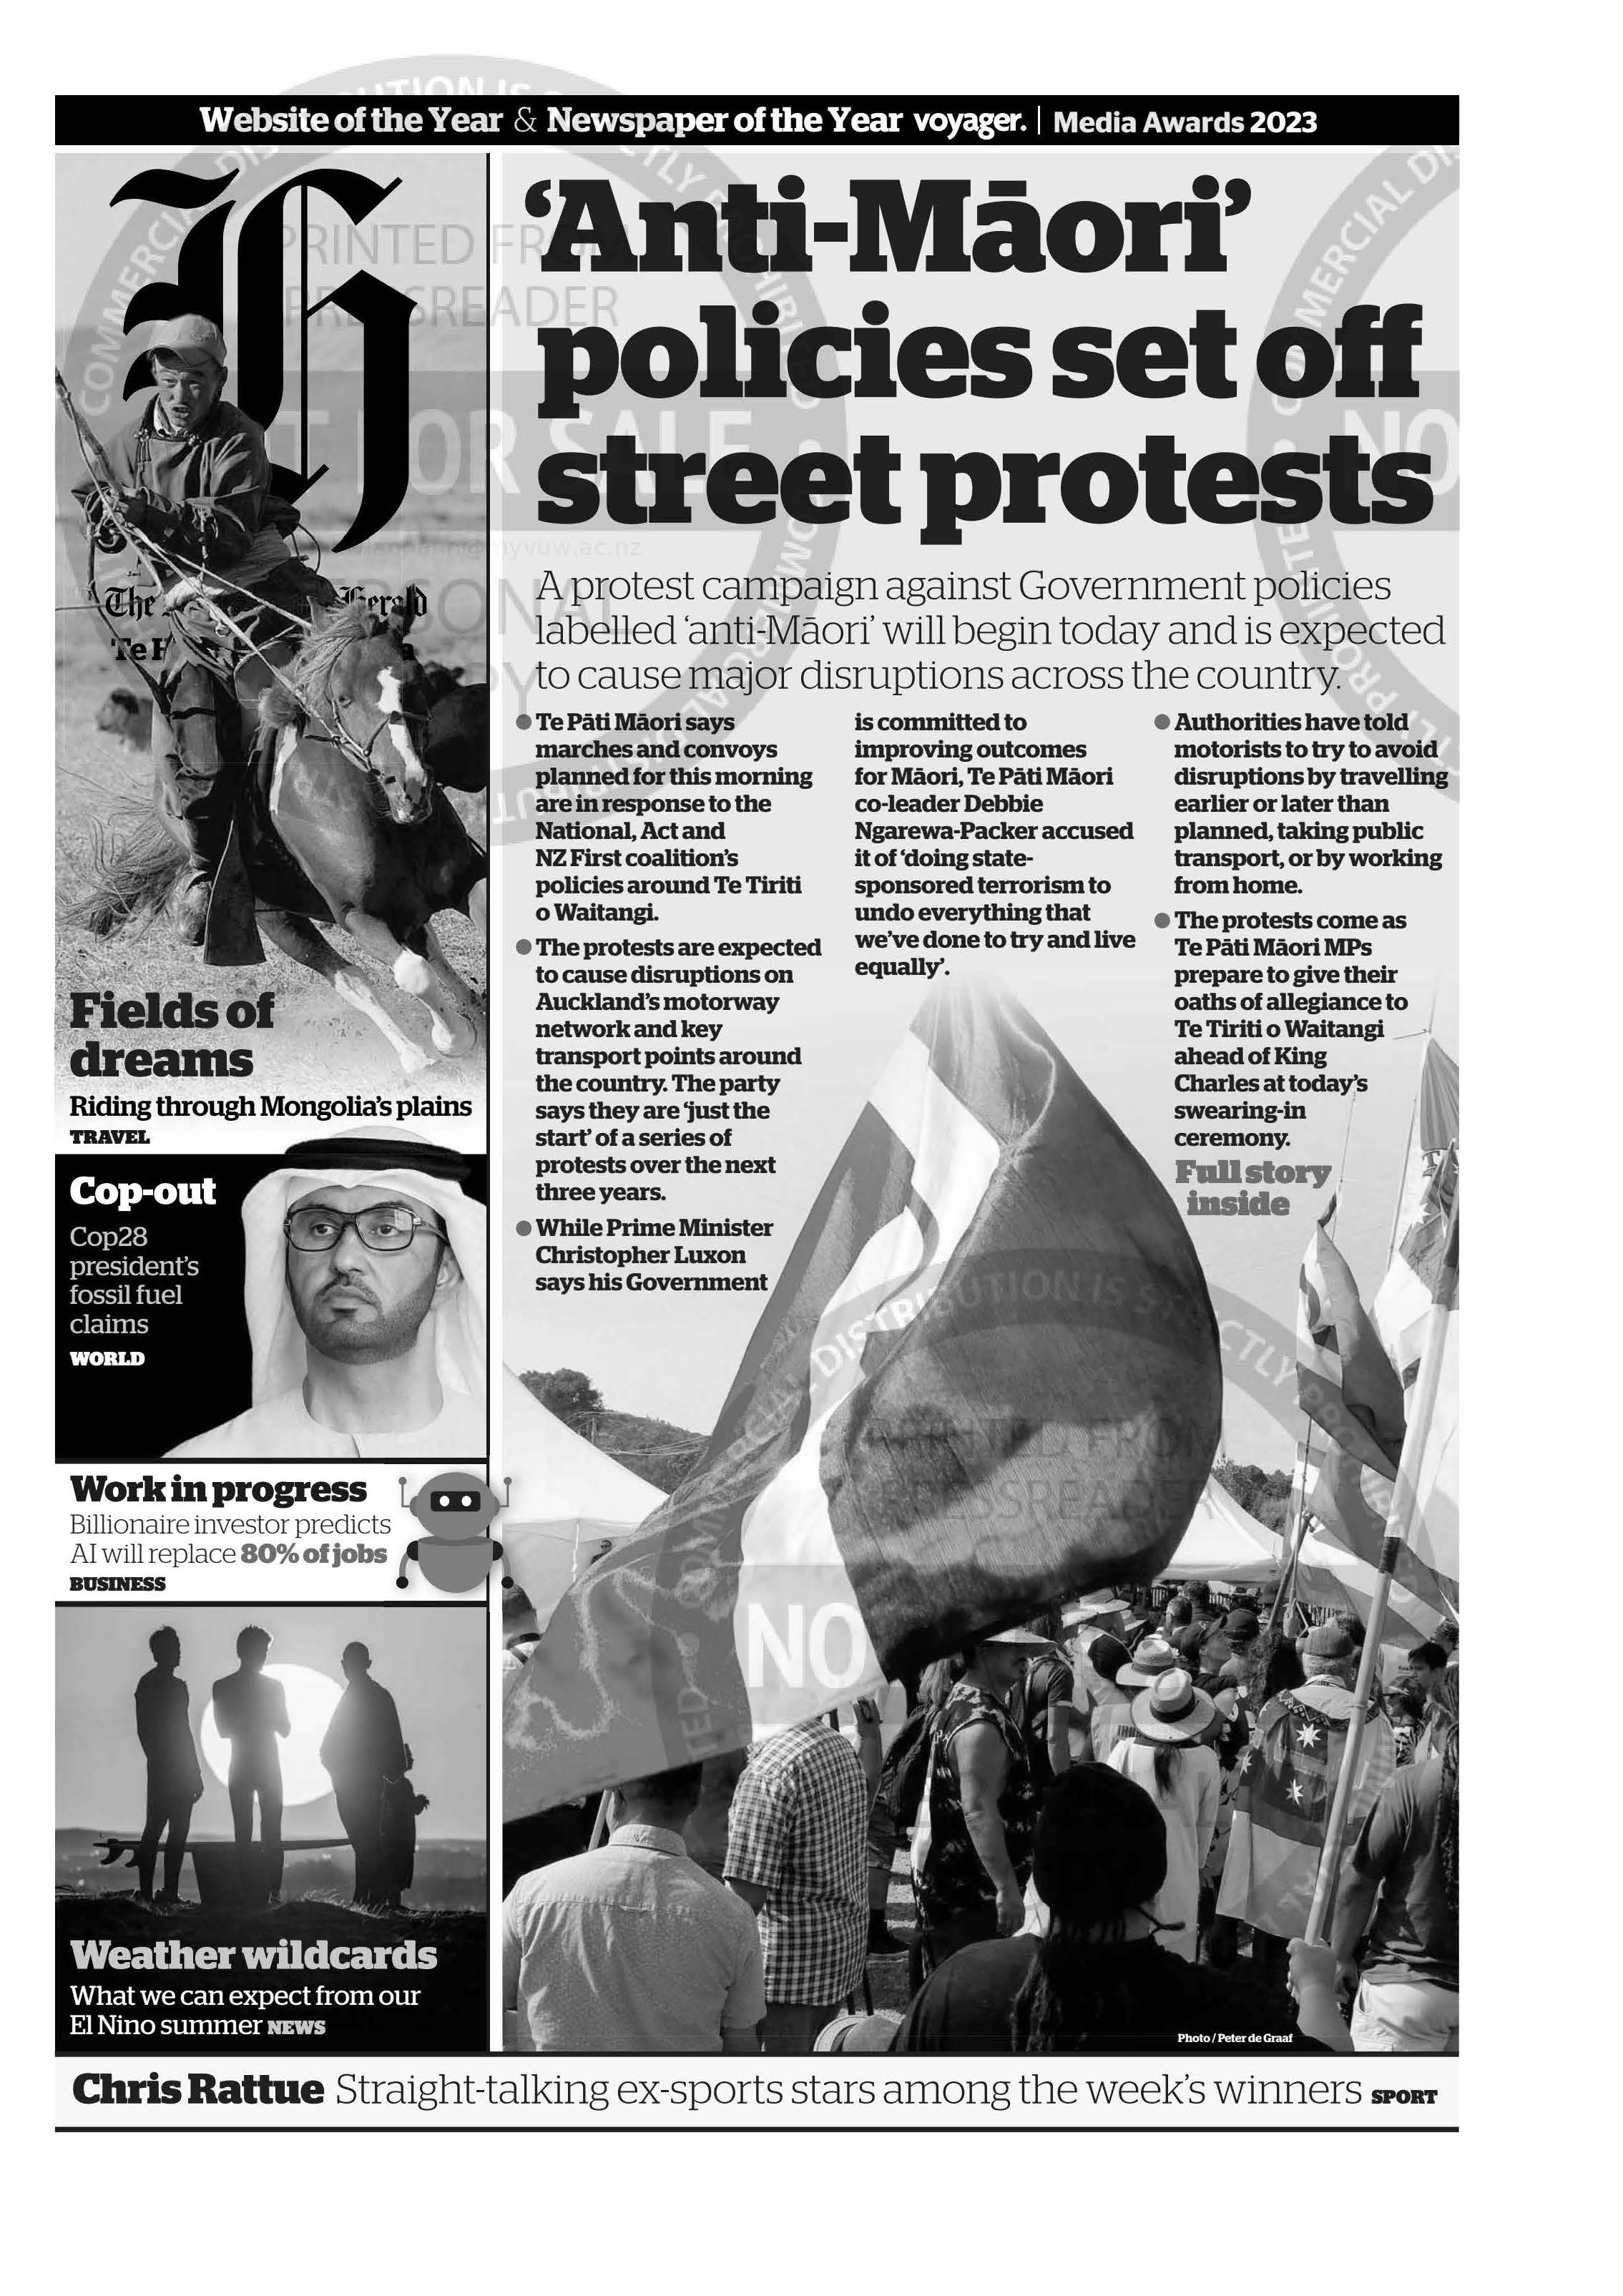 Website of the Year & Newspaper of the Year voyager. | Media Awards 2023
H
The Herald
Te H
a
Fields of
dreams
Riding through Mongolia's plains
TRAVEL
Cop-out
Cop28
president's
fossil fuel
claims
WORLD
Work in progress
Billionaire investor predicts
AI will replace 80% of jobs
BUSINESS
Weather wildcards
What we can expect from our
El Nino summer NEWS
'Anti-Māori'
policies set off
street protests
A protest campaign against Government policies
labelled 'anti-Māori' will begin today and is expected
to cause major disruptions across the country.
● Te Pāti Māori says
marches and convoys
planned for this morning
are in response to the
National, Act and
NZ First coalition's
policies around Te Tiriti
o Waitangi.
● The protests are expected
to cause disruptions on
Auckland's motorway
network and key
transport points around
the country. The party
says they are 'just the
start' of a series of
protests over the next
three years.
● While Prime Minister
Christopher Luxon
says his Government
is committed to
improving outcomes
for Māori, Te Pāti Māori
co-leader Debbie
Ngarewa-Packer accused
it of 'doing state-
sponsored terrorism to
undo everything that
we've done to try and live
equally'.
● Authorities have told
motorists to try to avoid
disruptions by travelling
earlier or later than
planned, taking public
transport, or by working
from home.
● The protests come as
Te Pāti Māori MPs
prepare to give their
oaths of allegiance to
Te Tiriti o Waitangi
ahead of King
Charles at today's
swearing-in
ceremony.
Full story
inside
Photo / Peter de Graaf
Chris Rattue Straight-talking ex-sports stars among the week's winners SPORT
PRINTED FROM
PRESSREADER
FOR SALE
PERSONAL
COMMERCIAL DISTRIBUTION IS STRICTLY PROHIBITED
NO
PRINTED FROM
PRESSREADER
NO